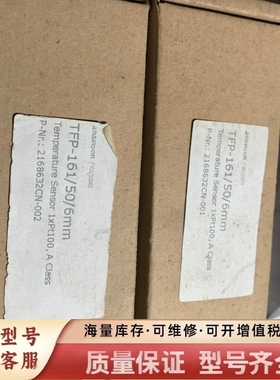 TFP-161/50/6mm
Temperature Sensor 1xPt100, A Class
P-Nr.: 2168632CN-002
TFP-161/50/6mm
Temperature Sensor 1xPt100, A Class
P-Nr.: 2168632CN-001
型号
客服
海量库存·可维修·可开增值税
质量保证 型号齐